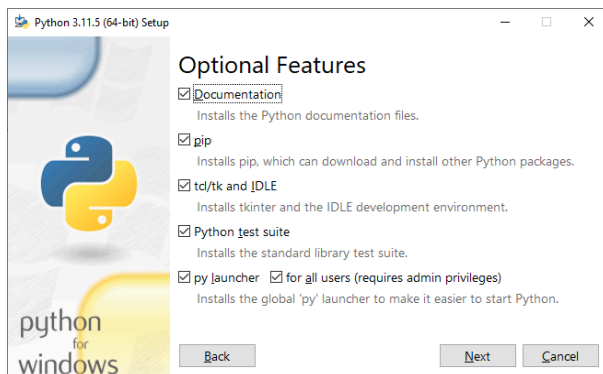 Python 3.11.5 (64-bit) Setup
Optional Features
Documentation
Installs the Python documentation files.
pip
Installs pip, which can download and install other Python packages.
tcl/tk and IDLE
Installs tkinter and the IDLE development environment.
Python test suite
Installs the standard library test suite.
py launcher for all users (requires admin privileges)
Installs the global 'py' launcher to make it easier to start Python.
python
for
windows
Back Next Cancel